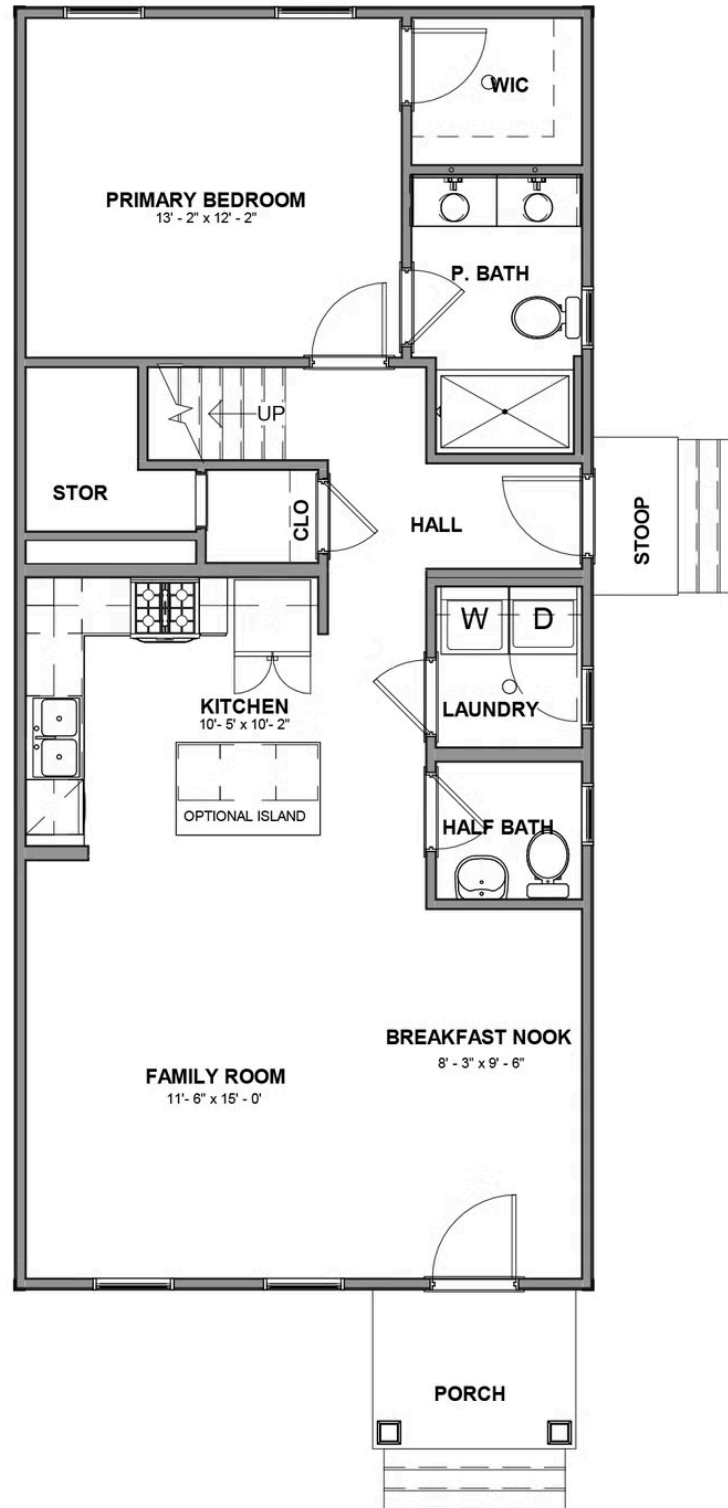 WIC
PRIMARY BEDROOM
13' - 2" x 12' - 2"
P. BATH
UP
STOR
CLO
HALL
STOOP
W
D
KITCHEN
10'- 5' x 10'- 2"
LAUNDRY
OPTIONAL ISLAND
HALF BATH
BREAKFAST NOOK
8' - 3" x 9' - 6"
FAMILY ROOM
11'- 6" x 15' - 0'
PORCH